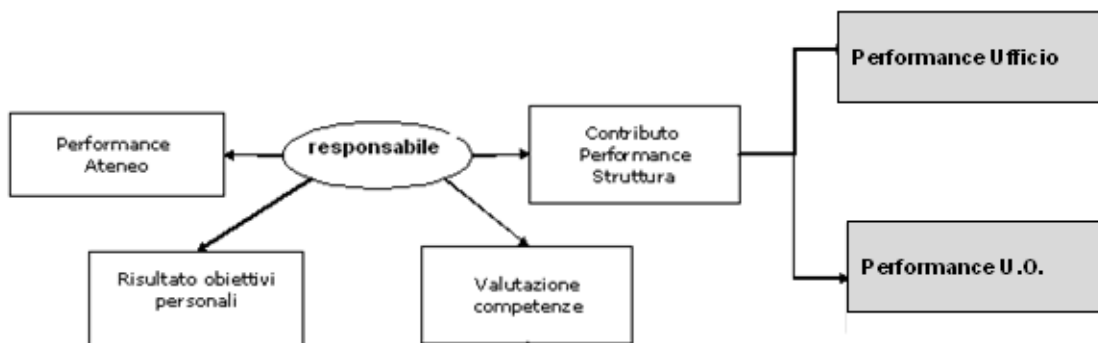 Performance Ufficio
Performance
Ateneo
responsabile
Contributo
Performance
Struttura
Risultato obiettivi
personali
Valutazione
competenze
Performance U.O.